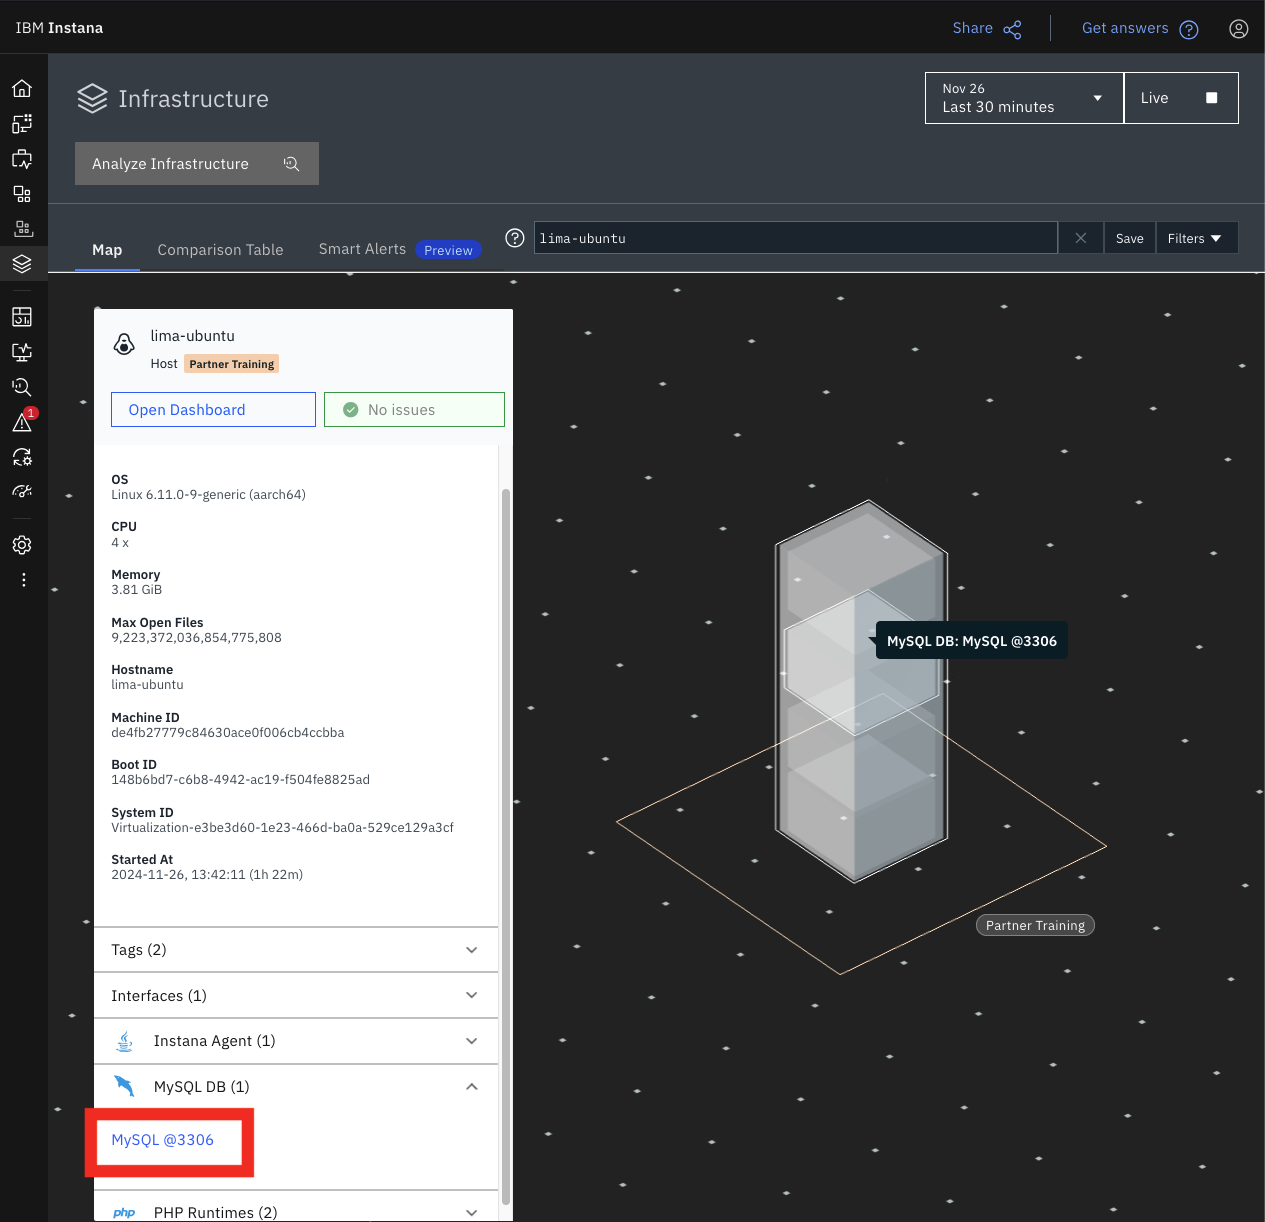 IBM Instana
Share
Get answers
Infrastructure
Nov 26
Last 30 minutes
Live
Analyze Infrastructure
Map
Comparison Table
Smart Alerts
Preview
lima-ubuntu
Save
Filters
1
lima-ubuntu
Host
Partner Training
Open Dashboard
No issues
OS
Linux 6.11.0-9-generic (aarch64)
CPU
4 x
Memory
3.81 GiB
Max Open Files
9,223,372,036,854,775,808
Hostname
lima-ubuntu
Machine ID
de4fb27779c84630ace0f006cb4ccbba
Boot ID
148b6bd7-c6b8-4942-ac19-f504fe8825ad
System ID
Virtualization-e3be3d60-1e23-466d-ba0a-529ce129a3cf
Started At
2024-11-26, 13:42:11 (1h 22m)
Tags (2)
Interfaces (1)
Instana Agent (1)
MySQL DB (1)
MySQL @3306
php
PHP Runtimes (2)
MySQL DB: MySQL @3306
Partner Training